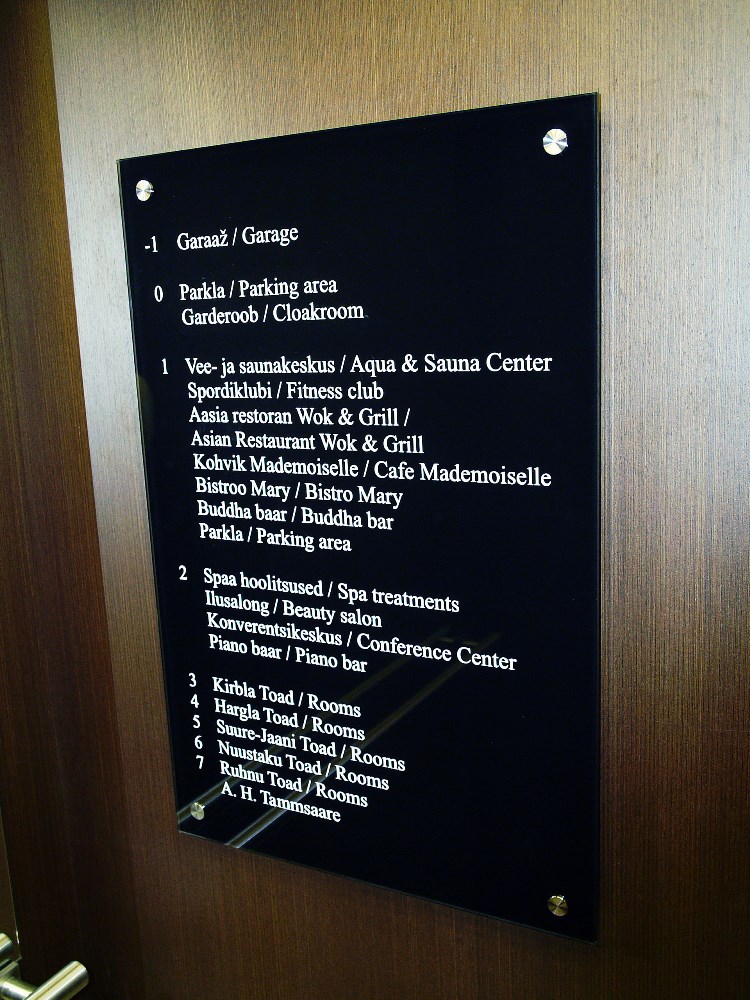 -1 Garaaž / Garage
0 Parkla / Parking area
Garderoob / Cloakroom
1 Vee- ja saunakeskus / Aqua & Sauna Center
Spordiklubi / Fitness club
Aasia restoran Wok & Grill /
Asian Restaurant Wok & Grill
Kohvik Mademoiselle / Cafe Mademoiselle
Bistroo Mary / Bistro Mary
Buddha baar / Buddha bar
Parkla / Parking area
2 Spaa hoolitsused / Spa treatments
Ilusalong / Beauty salon
Konverentsikeskus / Conference Center
Piano baar / Piano bar
3 Kirbla Toad / Rooms
4 Hargla Toad / Rooms
5 Suure-Jaani Toad / Rooms
6 Nuustaku Toad / Rooms
7 Ruhnu Toad / Rooms
A. H. Tammsaare